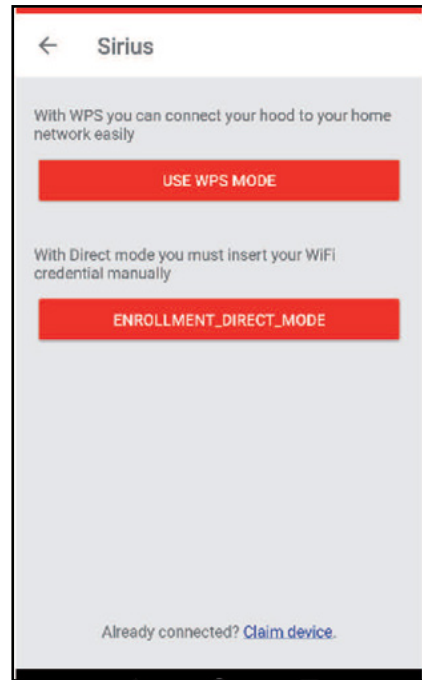 Sirius
With WPS you can connect your hood to your home
network easily
USE WPS MODE
With Direct mode you must insert your WiFi
credential manually
ENROLLMENT_DIRECT_MODE
Already connected? Claim device.